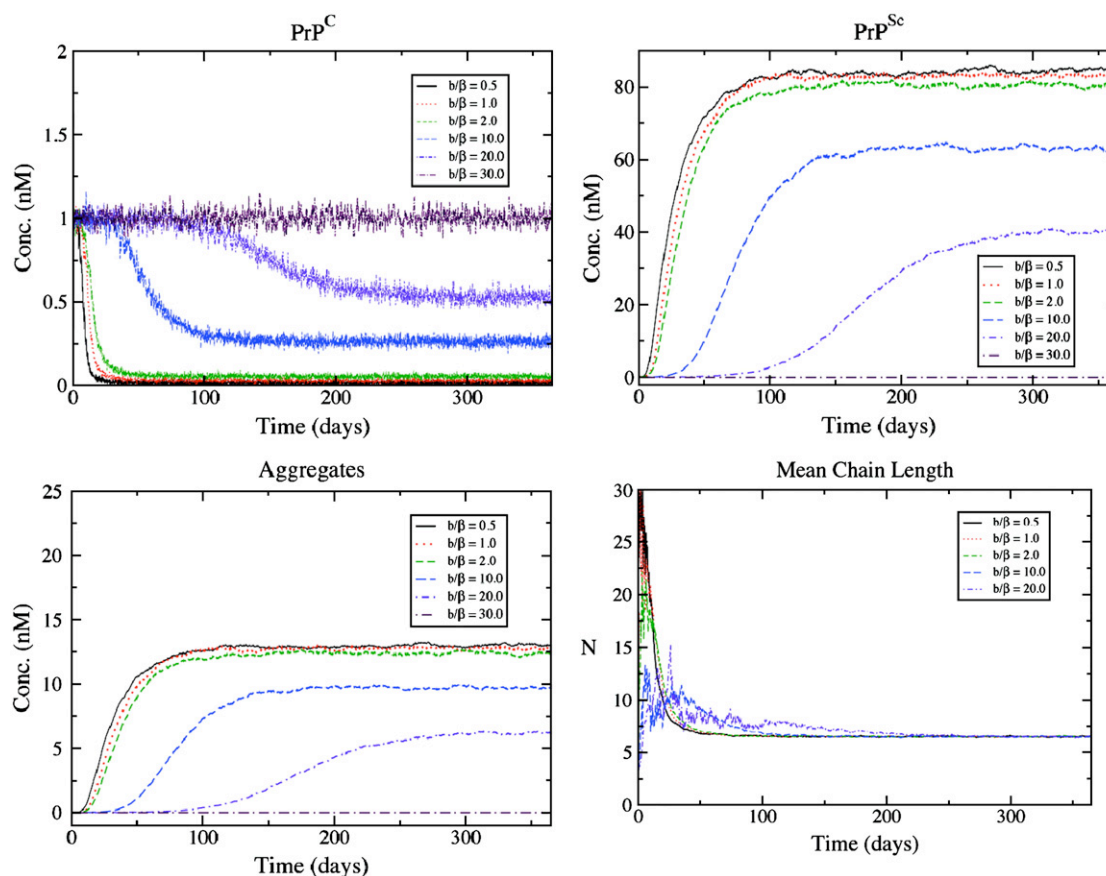 PrP^C
Conc. (nM)
2
1.5
1
0.5
0
b/β = 0.5
b/β = 1.0
b/β = 2.0
b/β = 10.0
b/β = 20.0
b/β = 30.0
0 100 200 300
Time (days)
PrP^Sc
Conc. (nM)
80
60
40
20
0
b/β = 0.5
b/β = 1.0
b/β = 2.0
b/β = 10.0
b/β = 20.0
b/β = 30.0
0 100 200 300
Time (days)
Aggregates
Conc. (nM)
25
20
15
10
5
0
b/β = 0.5
b/β = 1.0
b/β = 2.0
b/β = 10.0
b/β = 20.0
b/β = 30.0
0 100 200 300
Time (days)
Mean Chain Length
N
30
25
20
15
10
5
0
b/β = 0.5
b/β = 1.0
b/β = 2.0
b/β = 10.0
b/β = 20.0
0 100 200 300
Time (days)